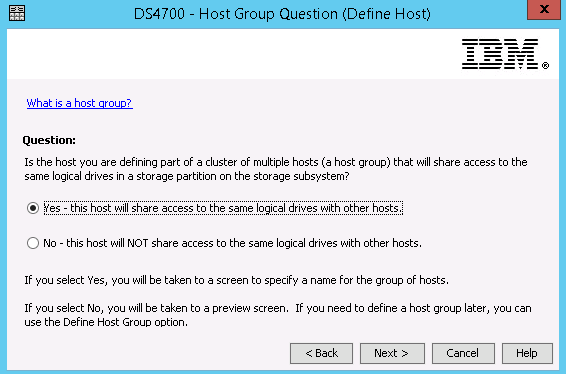 DS4700 - Host Group Question (Define Host)
x
IBM®
What is a host group?
Question:
Is the host you are defining part of a cluster of multiple hosts (a host group) that will share access to the
same logical drives in a storage partition on the storage subsystem?
Yes - this host will share access to the same logical drives with other hosts.
No - this host will NOT share access to the same logical drives with other hosts.
If you select Yes, you will be taken to a screen to specify a name for the group of hosts.
If you select No, you will be taken to a preview screen.  If you need to define a host group later, you can
use the Define Host Group option.
< Back
Next >
Cancel
Help